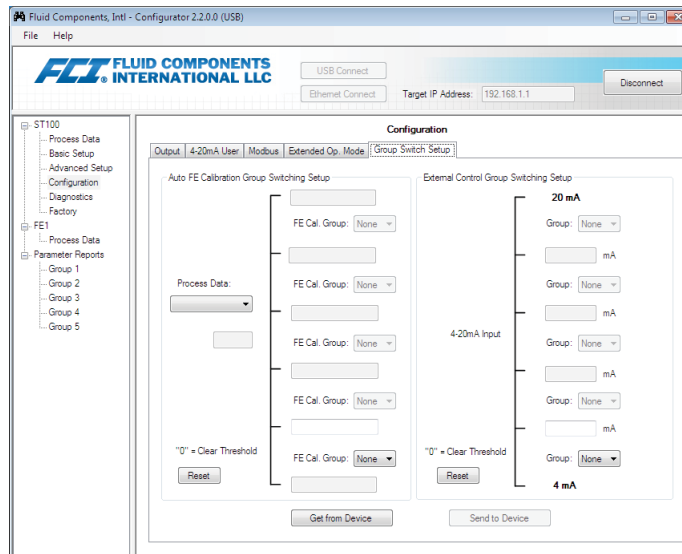 Fluid Components, Intl - Configurator 2.2.0.0 (USB)
File Help
FCI. FLUID COMPONENTS
® INTERNATIONAL LLC
USB Connect
Ethernet Connect
Target IP Address: 192.168.1.1
Disconnect
ST100
Process Data
Basic Setup
Advanced Setup
Configuration
Diagnostics
Factory
FE1
Process Data
Parameter Reports
Group 1
Group 2
Group 3
Group 4
Group 5
Configuration
Output 4-20mA User Modbus Extended Op. Mode Group Switch Setup
Auto FE Calibration Group Switching Setup
FE Cal. Group: None
FE Cal. Group: None
Process Data:
FE Cal. Group: None
FE Cal. Group: None
"0" = Clear Threshold
FE Cal. Group: None
Reset
External Control Group Switching Setup
20 mA
Group: None
mA
Group: None
mA
4-20mA Input
Group: None
mA
Group: None
mA
"0" = Clear Threshold
Group: None
Reset
4 mA
Get from Device
Send to Device